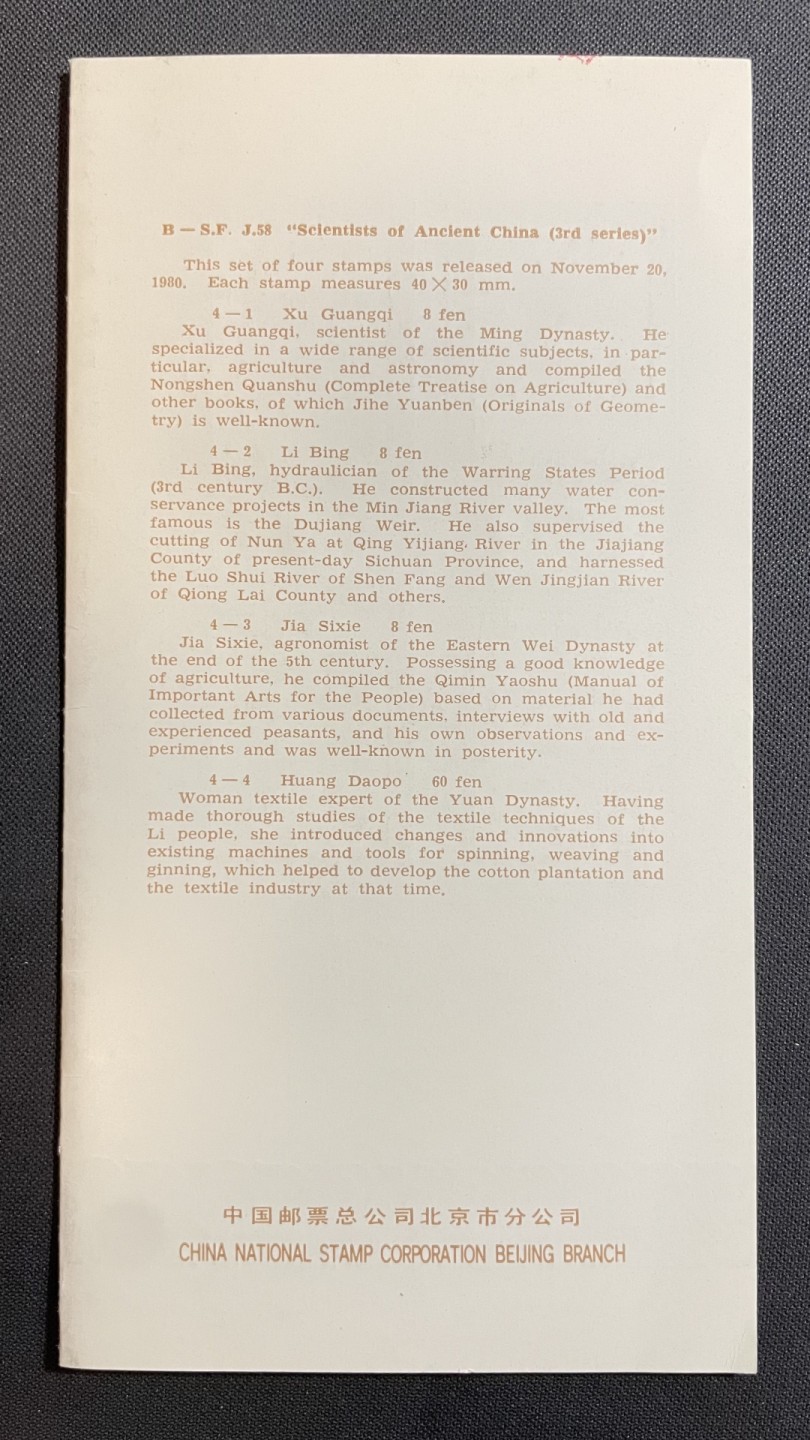 B — S.F. J.58 “Scientists of Ancient China (3rd series)”
This set of four stamps was released on November 20,
1980. Each stamp measures 40 × 30 mm.
4 — 1 Xu Guangqi 8 fen
Xu Guangqi, scientist of the Ming Dynasty. He
specialized in a wide range of scientific subjects, in par-
ticular, agriculture and astronomy and compiled the
Nongshen Quanshu (Complete Treatise on Agriculture) and
other books, of which Jihe Yuanben (Originals of Geome-
try) is well-known.
4 — 2 Li Bing 8 fen
Li Bing, hydraulician of the Warring States Period
(3rd century B.C.). He constructed many water con-
servance projects in the Min Jiang River valley. The most
famous is the Dujiang Weir. He also supervised the
cutting of Nun Ya at Qing Yijiang. River in the Jiajiang
County of present-day Sichuan Province, and harnessed
the Luo Shui River of Shen Fang and Wen Jingjian River
of Qiong Lai County and others.
4 — 3 Jia Sixie 8 fen
Jia Sixie, agronomist of the Eastern Wei Dynasty at
the end of the 5th century. Possessing a good knowledge
of agriculture, he compiled the Qimin Yaoshu (Manual of
Important Arts for the People) based on material he had
collected from various documents, interviews with old and
experienced peasants, and his own observations and ex-
periments and was well-known in posterity.
4 — 4 Huang Daopo 60 fen
Woman textile expert of the Yuan Dynasty. Having
made thorough studies of the textile techniques of the
Li people, she introduced changes and innovations into
existing machines and tools for spinning, weaving and
ginning, which helped to develop the cotton plantation and
the textile industry at that time.
中国邮票总公司北京市分公司
CHINA NATIONAL STAMP CORPORATION BEIJING BRANCH